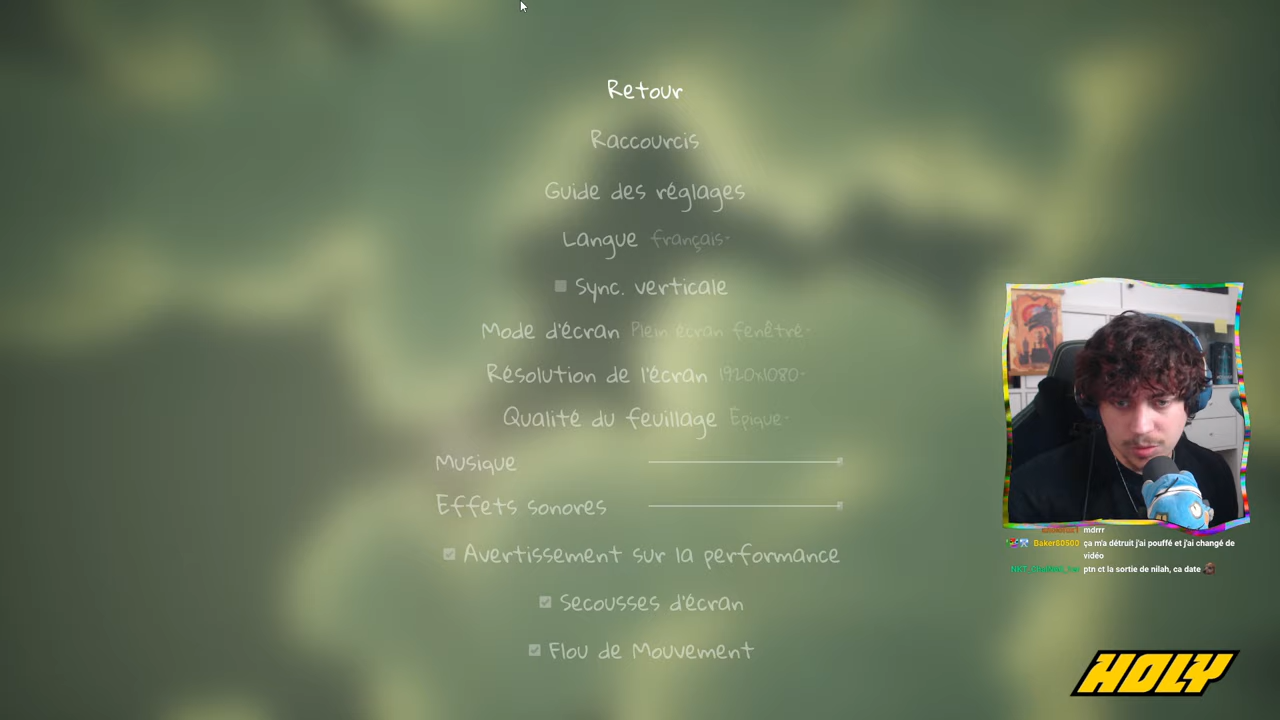 Retour
Raccourcis
Guide des réglages
Langue français
Sync. verticale
Mode d'écran Plein écran fenêtré
Résolution de l'écran 1920x1080
Qualité du feuillage Épique
Musique
Effets sonores
Avertissement sur la performance
Secousses d'écran
Flou de Mouvement
mdrrr
Baker80500 ça m'a détruit j'ai pouffé et j'ai changé de
vidéo
ptn ct la sortie de nilah, ca date
HOLY